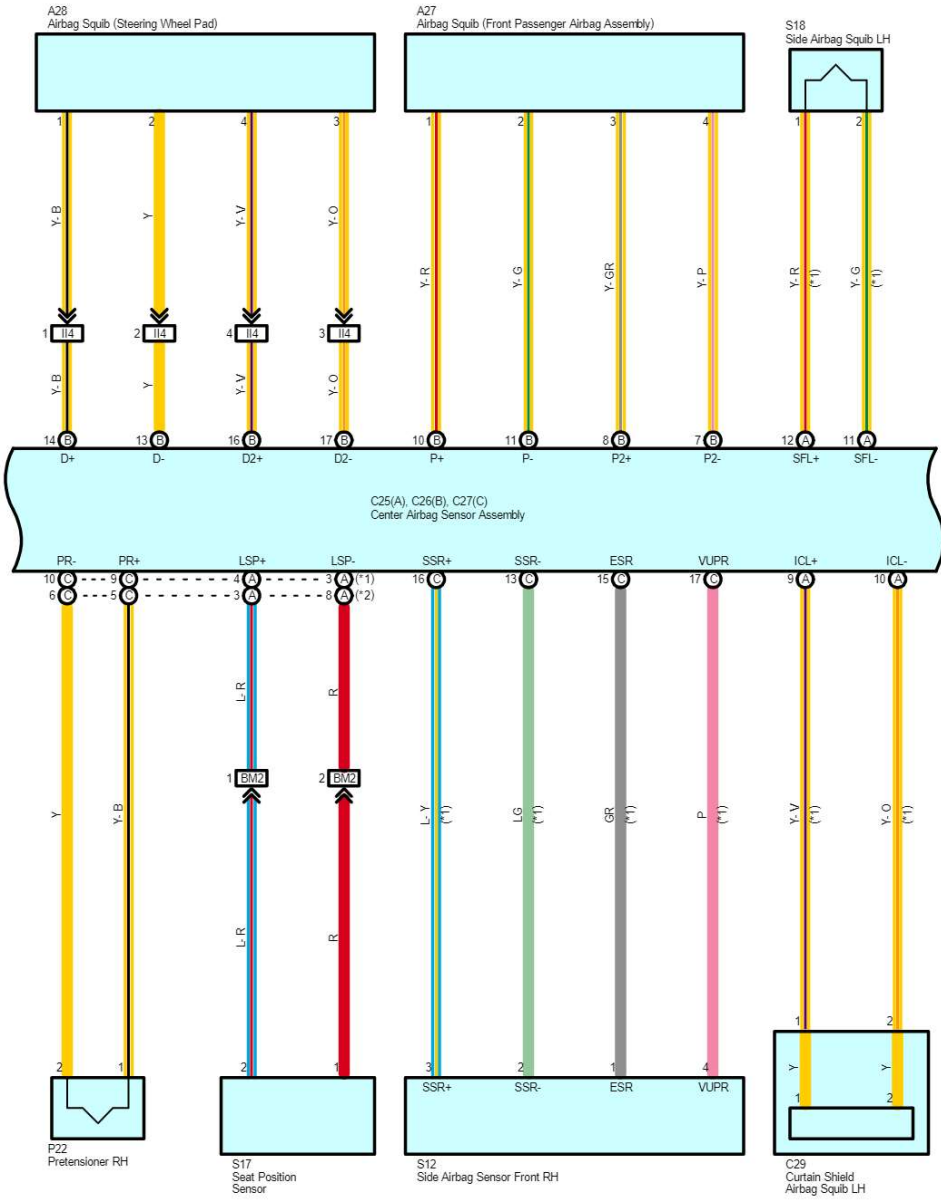 A28
Airbag Squib (Steering Wheel Pad)
A27
Airbag Squib (Front Passenger Airbag Assembly)
S18
Side Airbag Squib LH
1 2 4 3 1 2 3 4 1 2
Y-B Y Y-V Y-O Y-R Y-G Y-GR Y-P Y-R (*1) Y-G (*1)
1 II4 2 II4 4 II4 3 II4
Y-B Y Y-V Y-O
14 B 13 B 16 B 17 B 10 B 11 B 8 B 7 B 12 A 11 A
D+ D- D2+ D2- P+ P- P2+ P2- SFL+ SFL-
C25(A), C26(B), C27(C)
Center Airbag Sensor Assembly
PR- PR+ LSP+ LSP- SSR+ SSR- ESR VUPR ICL+ ICL-
10 C 9 C 4 A 3 A (*1) 16 C 13 C 15 C 17 C 9 A 10 A
6 C 5 C 3 A 8 A (*2)
L-R R
1 BM2 2 BM2
Y Y-B L-Y (*1) LG (*1) GR (*1) P (*1) Y-V (*1) Y-O (*1)
L-R R
1 2
2 1 2 1 3 2 1 4 Y Y
SSR+ SSR- ESR VUPR 1 2
P22
Pretensioner RH
S17
Seat Position
Sensor
S12
Side Airbag Sensor Front RH
C29
Curtain Shield
Airbag Squib LH